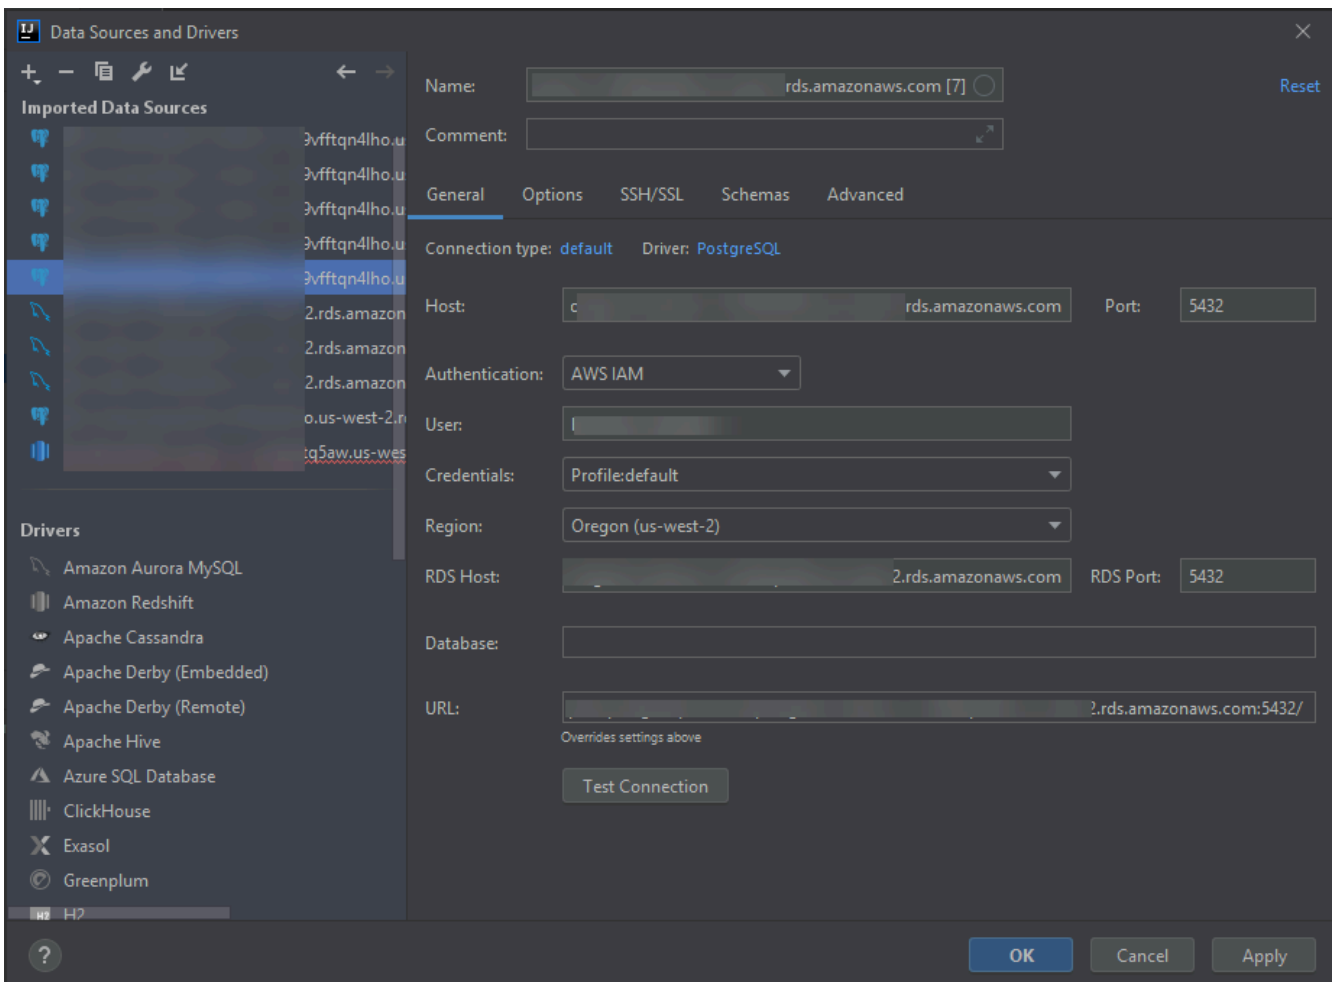 IJ Data Sources and Drivers
Imported Data Sources
9vfftqn4lho.u
9vfftqn4lho.u
9vfftqn4lho.u
9vfftqn4lho.u
9vfftqn4lho.u
2.rds.amazon
2.rds.amazon
2.rds.amazon
o.us-west-2.r
tq5aw.us-wes
Drivers
Amazon Aurora MySQL
Amazon Redshift
Apache Cassandra
Apache Derby (Embedded)
Apache Derby (Remote)
Apache Hive
Azure SQL Database
ClickHouse
Exasol
Greenplum
H2 H2
Name: rds.amazonaws.com [7] Reset
Comment:
General Options SSH/SSL Schemas Advanced
Connection type: default Driver: PostgreSQL
Host: rds.amazonaws.com Port: 5432
Authentication: AWS IAM
User:
Credentials: Profile:default
Region: Oregon (us-west-2)
RDS Host: 2.rds.amazonaws.com RDS Port: 5432
Database:
URL: 2.rds.amazonaws.com:5432/
Overrides settings above
Test Connection
? OK Cancel Apply